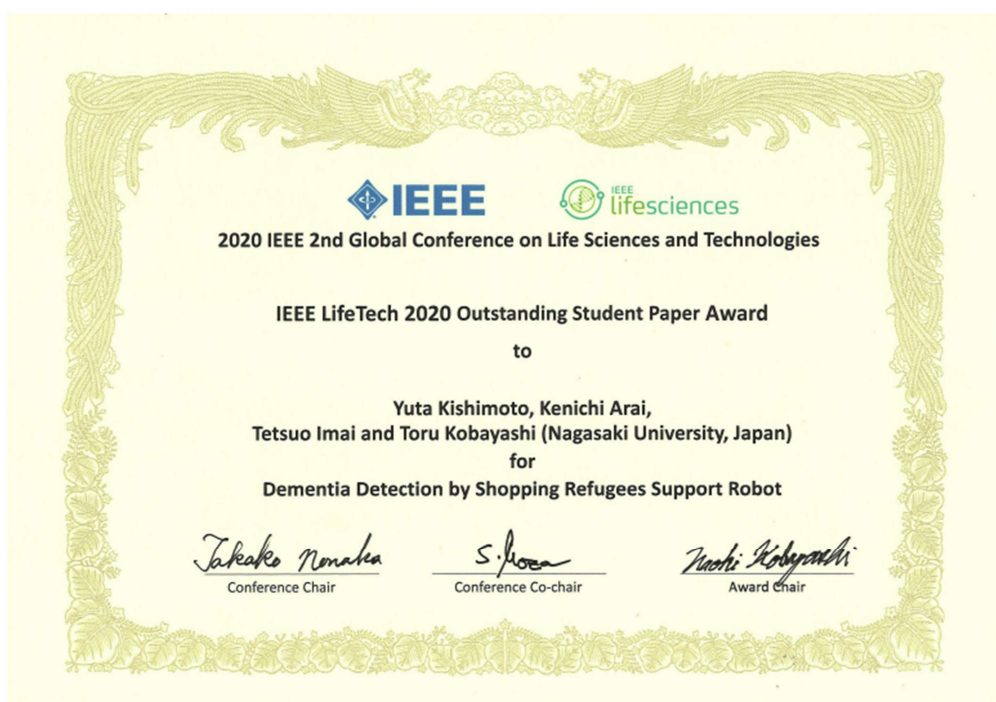 IEEE
IEEE
lifesciences
2020 IEEE 2nd Global Conference on Life Sciences and Technologies
IEEE LifeTech 2020 Outstanding Student Paper Award
to
Yuta Kishimoto, Kenichi Arai,
Tetsuo Imai and Toru Kobayashi (Nagasaki University, Japan)
for
Dementia Detection by Shopping Refugees Support Robot
Takako Nonaka S. Naoki Kobayashi
Conference Chair Conference Co-chair Award Chair